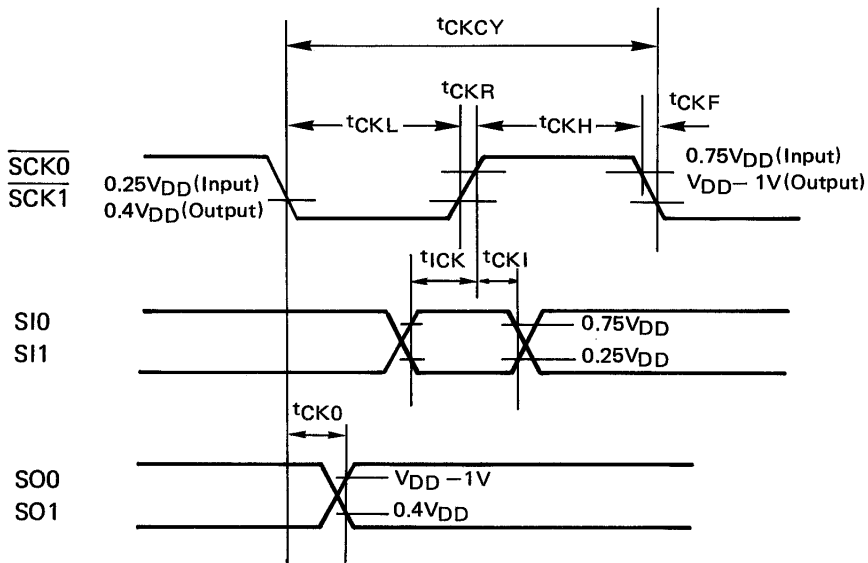 tCKCY
tCKR
tCKF
tCKL
tCKH
SCK0
SCK1
0.25VDD(Input)
0.4VDD(Output)
0.75VDD(Input)
VDD−1V(Output)
tICK
tCKI
SI0
SI1
0.75VDD
0.25VDD
tCK0
SO0
SO1
VDD−1V
0.4VDD